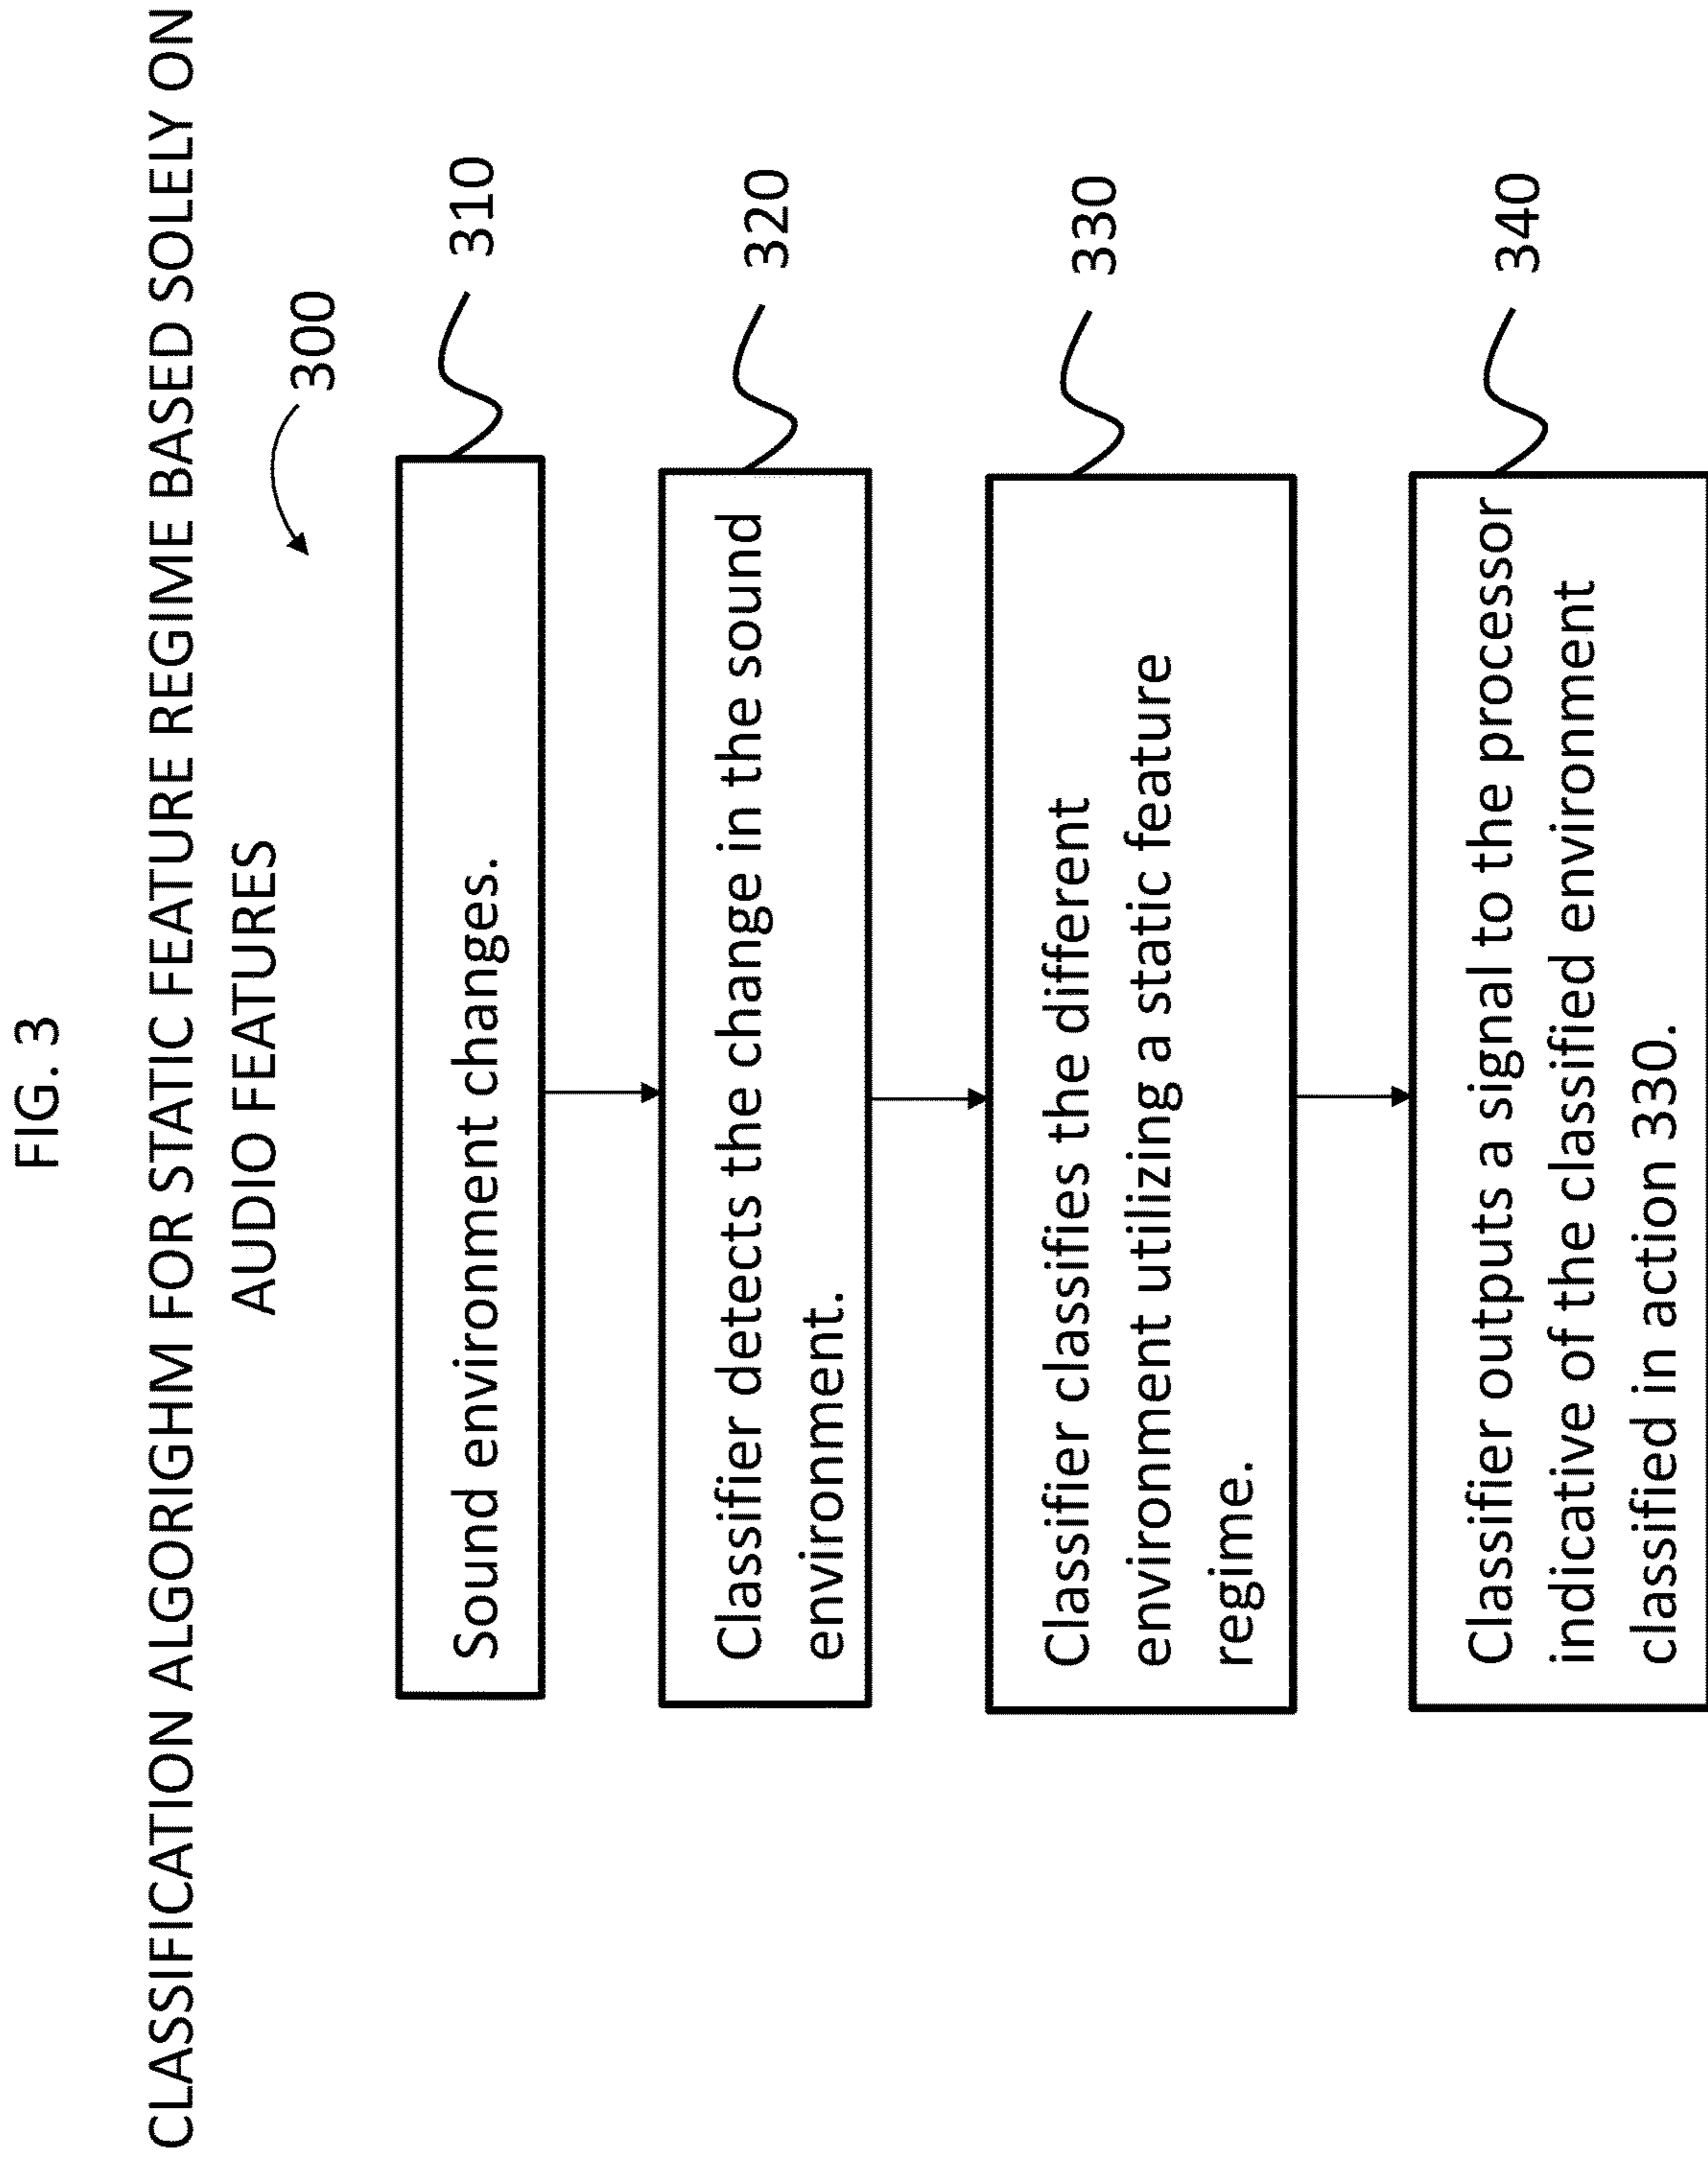 FIG. 3
CLASSIFICATION ALGORIGHM FOR STATIC FEATURE REGIME BASED SOLELY ON
AUDIO FEATURES
300
Sound environment changes.
310
Classifier detects the change in the sound
environment.
320
Classifier classifies the different
environment utilizing a static feature
regime.
330
Classifier outputs a signal to the processor
indicative of the classified environment
classified in action 330.
340